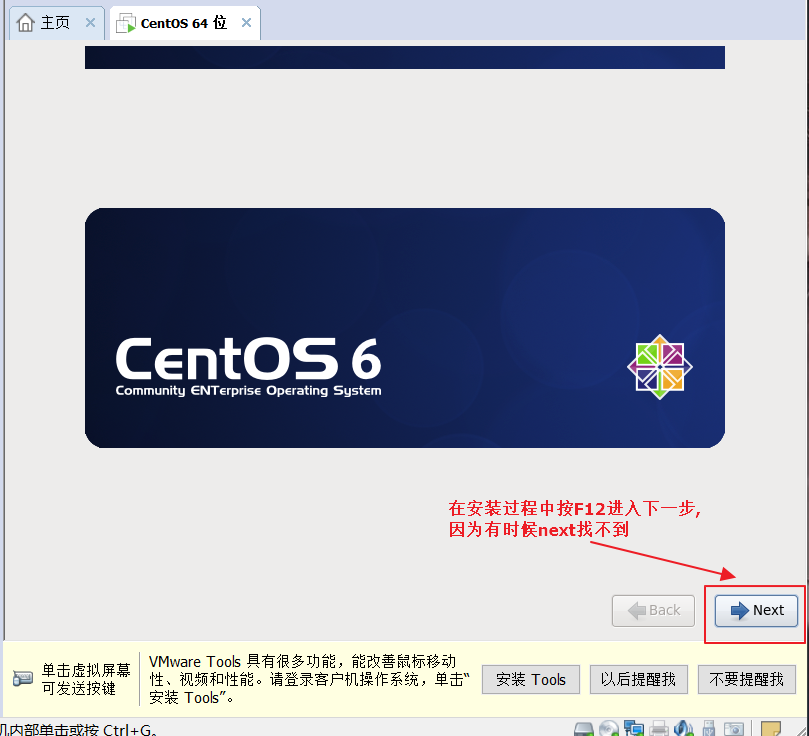 主页
CentOS 64 位
CentOS 6
Community ENTerprise Operating System
在安装过程中按F12进入下一步,
因为有时候next找不到
Back
Next
单击虚拟屏幕
可发送按键
VMware Tools 具有很多功能，能改善鼠标移动
性、视频和性能。请登录客户机操作系统，单击“
安装 Tools”。
安装 Tools
以后提醒我
不要提醒我
机内部单击或按 Ctrl+G。